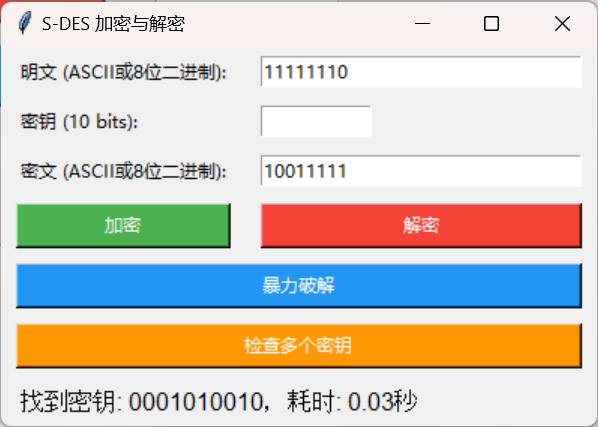 S-DES 加密与解密
明文 (ASCII或8位二进制): 11111110
密钥 (10 bits):
密文 (ASCII或8位二进制): 10011111
加密 解密
暴力破解
检查多个密钥
找到密钥: 0001010010，耗时: 0.03秒